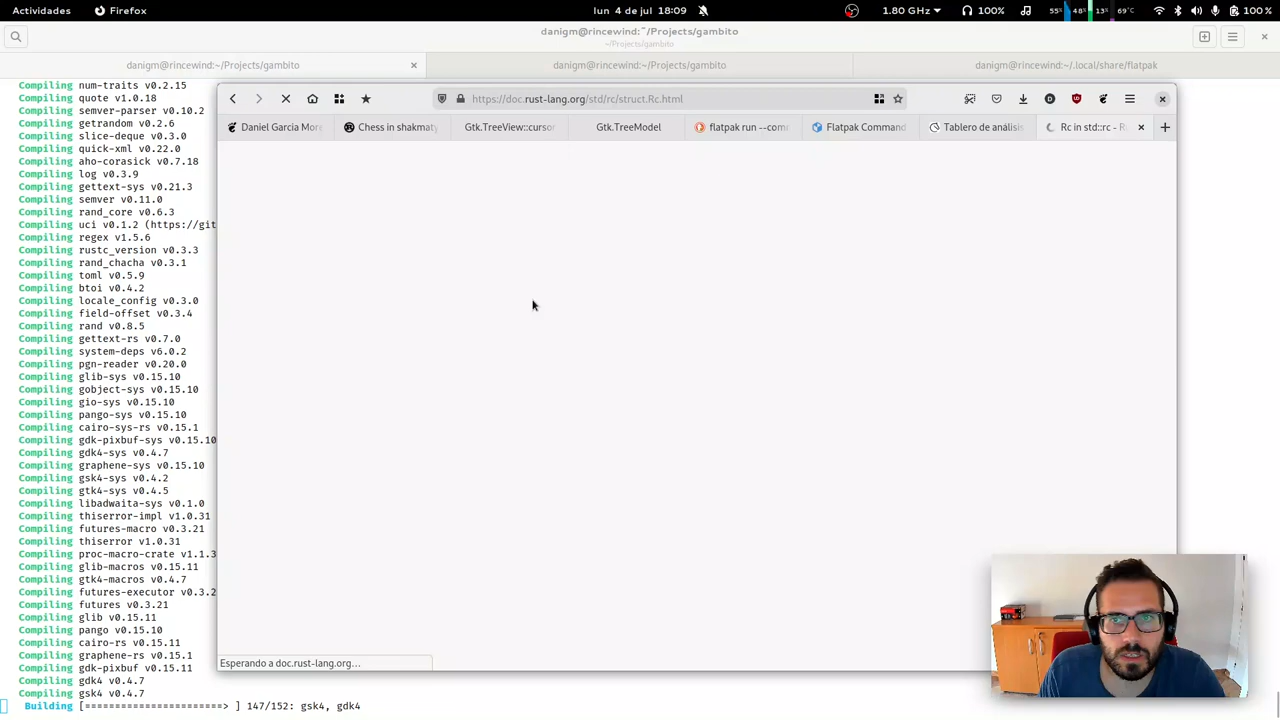 Actividades
Firefox
lun 4 de jul 18:09
1.80 GHz
100%
55%
48%
13%
69°C
100 %
danigm@rincewind:~/Projects/gambito
~/Projects/gambito
danigm@rincewind:~/Projects/gambito
danigm@rincewind:~/Projects/gambito
danigm@rincewind:~/.local/share/flatpak
https://doc.rust-lang.org/std/rc/struct.Rc.html
Daniel Garcia More
Chess in shakmaty
Gtk.TreeView::cursor
Gtk.TreeModel
flatpak run --comm
Flatpak Command
Tablero de análisis
Rc in std::rc - R
Compiling num-traits v0.2.15
Compiling quote v1.0.18
Compiling semver-parser v0.10.2
Compiling getrandom v0.2.6
Compiling slice-deque v0.3.0
Compiling quick-xml v0.22.0
Compiling aho-corasick v0.7.18
Compiling log v0.3.9
Compiling gettext-sys v0.21.3
Compiling semver v0.11.0
Compiling rand_core v0.6.3
Compiling uci v0.1.2 (https://git
Compiling regex v1.5.6
Compiling rustc_version v0.3.3
Compiling rand_chacha v0.3.1
Compiling toml v0.5.9
Compiling btoi v0.4.2
Compiling locale_config v0.3.0
Compiling field-offset v0.3.4
Compiling rand v0.8.5
Compiling gettext-rs v0.7.0
Compiling system-deps v6.0.2
Compiling pgn-reader v0.20.0
Compiling glib-sys v0.15.10
Compiling gobject-sys v0.15.10
Compiling gio-sys v0.15.10
Compiling pango-sys v0.15.10
Compiling cairo-sys-rs v0.15.1
Compiling gdk-pixbuf-sys v0.15.10
Compiling gdk4-sys v0.4.7
Compiling graphene-sys v0.15.10
Compiling gsk4-sys v0.4.2
Compiling gtk4-sys v0.4.5
Compiling libadwaita-sys v0.1.0
Compiling thiserror-impl v1.0.31
Compiling futures-macro v0.3.21
Compiling thiserror v1.0.31
Compiling proc-macro-crate v1.1.3
Compiling glib-macros v0.15.11
Compiling gtk4-macros v0.4.7
Compiling futures-executor v0.3.2
Compiling futures v0.3.21
Compiling glib v0.15.11
Compiling pango v0.15.10
Compiling cairo-rs v0.15.11
Compiling graphene-rs v0.15.1
Compiling gdk-pixbuf v0.15.11
Compiling gdk4 v0.4.7
Compiling gsk4 v0.4.7
Building [=======================> ] 147/152: gsk4, gdk4
Esperando a doc.rust-lang.org…